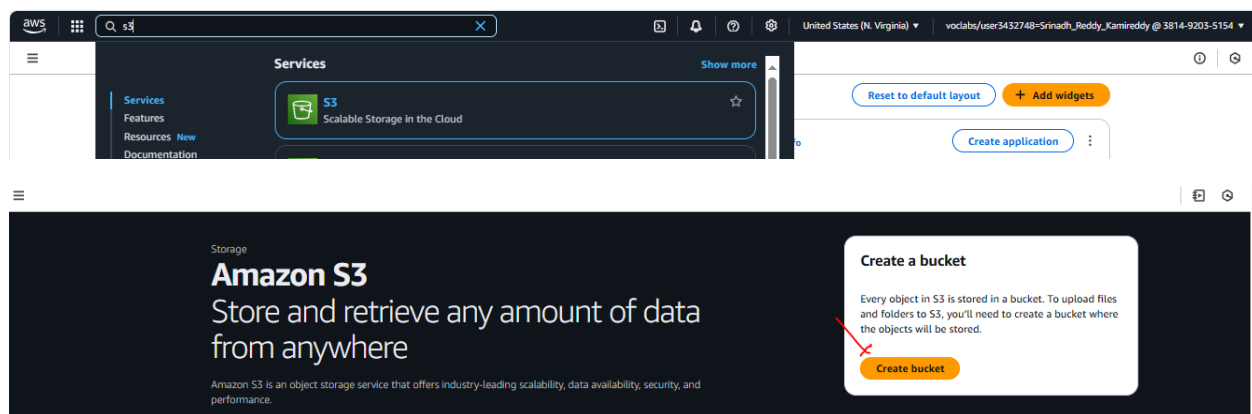 aws
s3
United States (N. Virginia) ▼
voclabs/user3432748=Srinadh_Reddy_Kamireddy @ 3814-9203-5154 ▼
Services
Show more
Services
Features
Resources New
Documentation
S3
Scalable Storage in the Cloud
Reset to default layout
+ Add widgets
Create application
Storage
Amazon S3
Store and retrieve any amount of data
from anywhere
Amazon S3 is an object storage service that offers industry-leading scalability, data availability, security, and
performance.
Create a bucket
Every object in S3 is stored in a bucket. To upload files
and folders to S3, you'll need to create a bucket where
the objects will be stored.
Create bucket